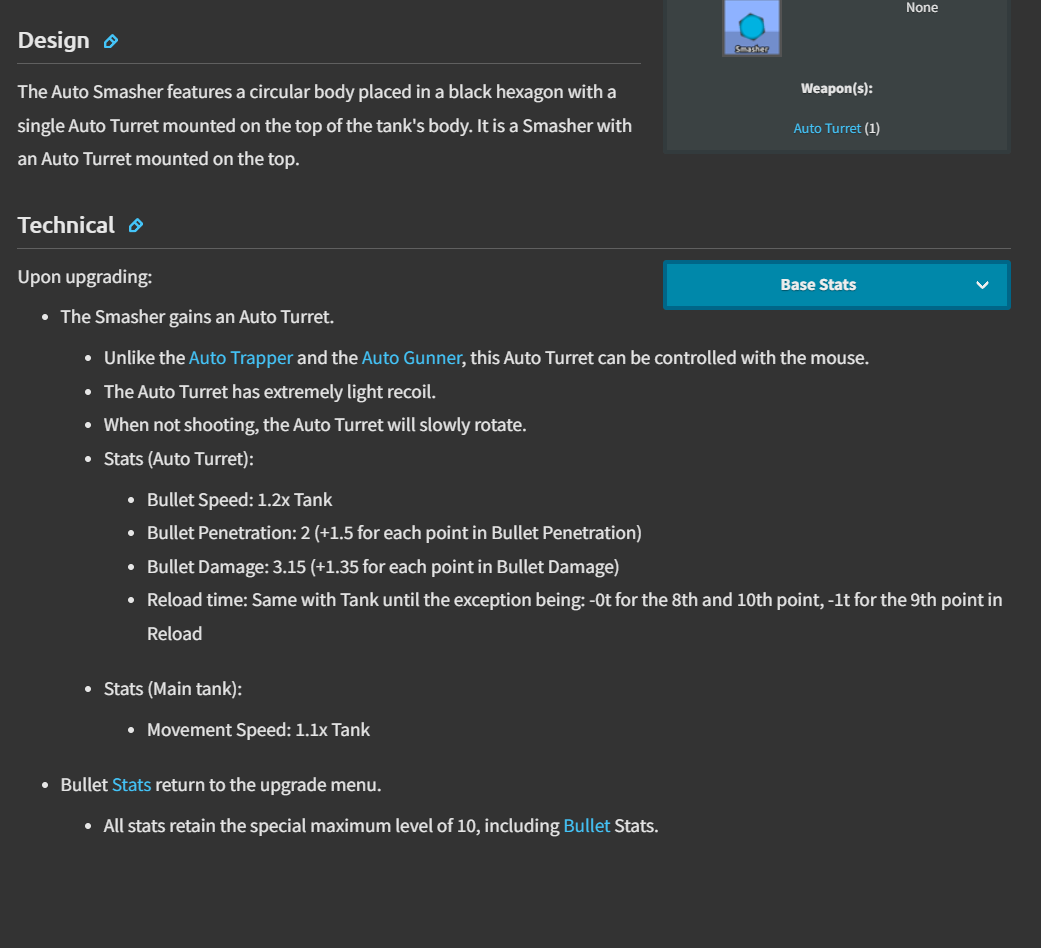 None
Smasher
Weapon(s):
Auto Turret (1)
Design
The Auto Smasher features a circular body placed in a black hexagon with a
single Auto Turret mounted on the top of the tank's body. It is a Smasher with
an Auto Turret mounted on the top.
Technical
Base Stats
Upon upgrading:
• The Smasher gains an Auto Turret.
• Unlike the Auto Trapper and the Auto Gunner, this Auto Turret can be controlled with the mouse.
• The Auto Turret has extremely light recoil.
• When not shooting, the Auto Turret will slowly rotate.
• Stats (Auto Turret):
• Bullet Speed: 1.2x Tank
• Bullet Penetration: 2 (+1.5 for each point in Bullet Penetration)
• Bullet Damage: 3.15 (+1.35 for each point in Bullet Damage)
• Reload time: Same with Tank until the exception being: -0t for the 8th and 10th point, -1t for the 9th point in
Reload
• Stats (Main tank):
• Movement Speed: 1.1x Tank
• Bullet Stats return to the upgrade menu.
• All stats retain the special maximum level of 10, including Bullet Stats.